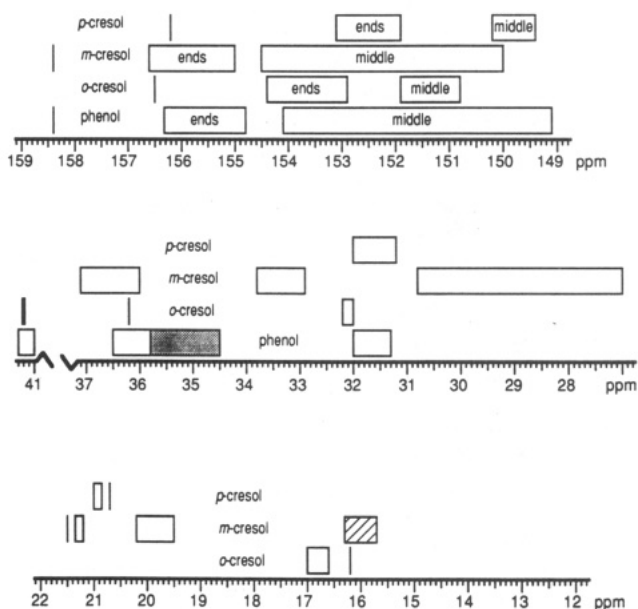 p-cresol ends middle
m-cresol ends middle
o-cresol ends middle
phenol ends middle
159 158 157 156 155 154 153 152 151 150 149 ppm
p-cresol
m-cresol
o-cresol
phenol
41 37 36 35 34 33 32 31 30 29 28 ppm
p-cresol
m-cresol
o-cresol
22 21 20 19 18 17 16 15 14 13 12 ppm